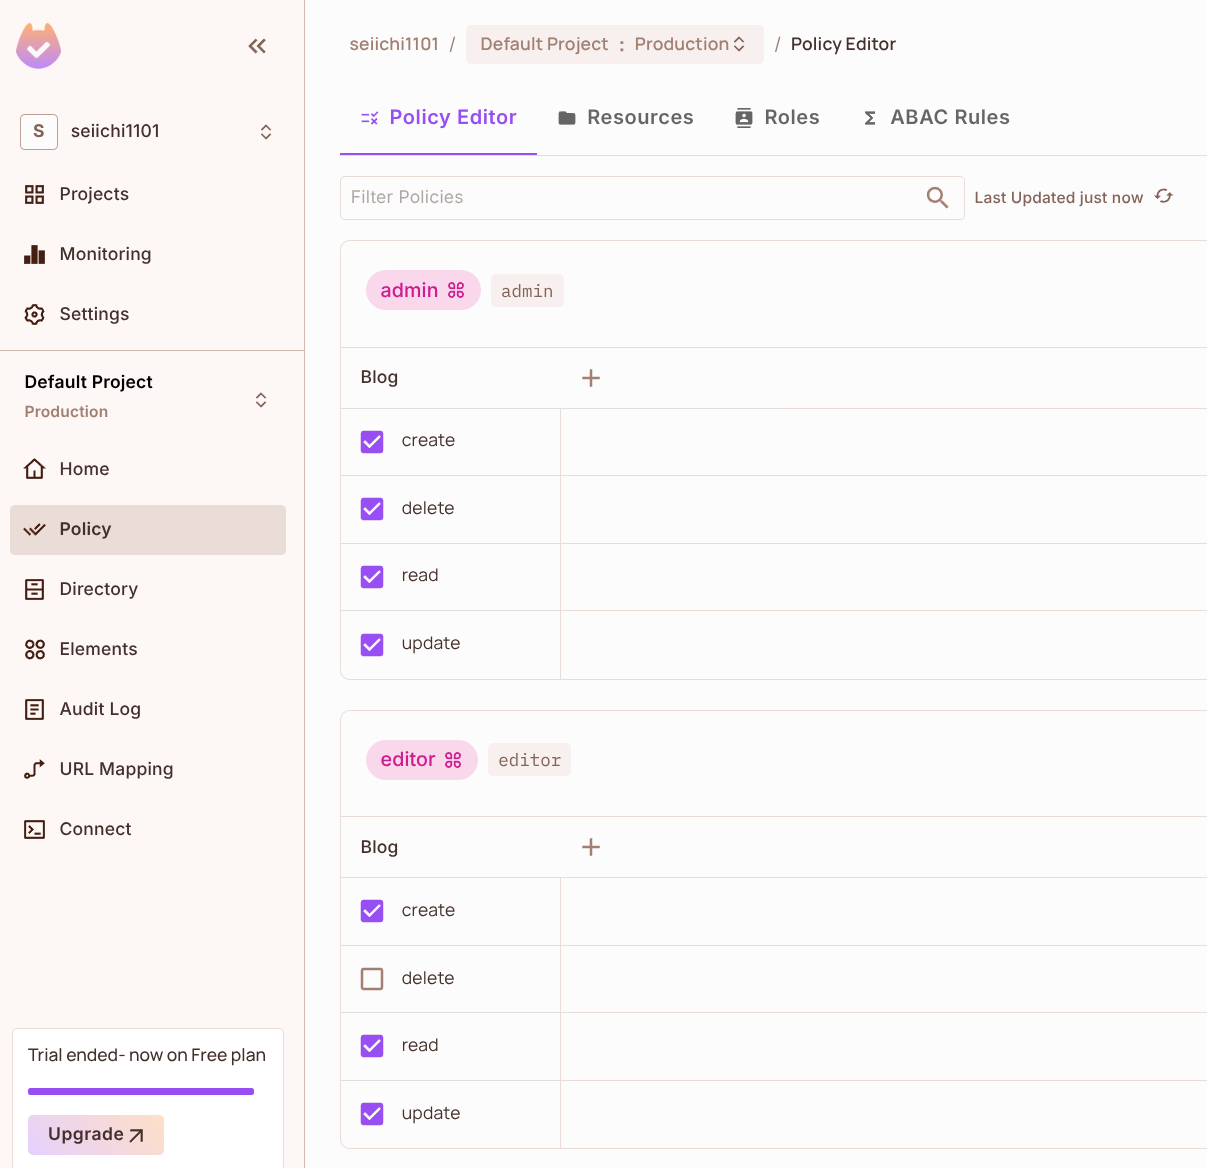 seiichi1101 / Default Project : Production / Policy Editor
S seiichi1101
Projects
Monitoring
Settings
Default Project
Production
Home
Policy
Directory
Elements
Audit Log
URL Mapping
Connect
Trial ended- now on Free plan
Upgrade
Policy Editor Resources Roles ABAC Rules
Filter Policies
Last Updated just now
admin admin
Blog
create
delete
read
update
editor editor
Blog
create
delete
read
update